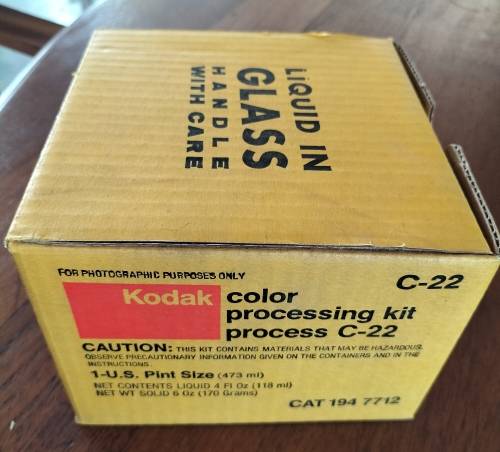 LiQUID IN
GLASS
HANDLE
WITH CARE
FOR PHOTOGRAPHIC PURPOSES ONLY
C-22
Kodak color
processing kit
process C-22
CAUTION: THIS KIT CONTAINS MATERIALS THAT MAY BE HAZARDOUS.
OBSERVE PRECAUTIONARY INFORMATION GIVEN ON THE CONTAINERS AND IN THE
INSTRUCTIONS.
1-U.S. Pint Size (473 ml)
NET CONTENTS LIQUID 4 Fl Oz (118 ml)
NET WT SOLID 6 Oz (170 Grams)
CAT 194 7712